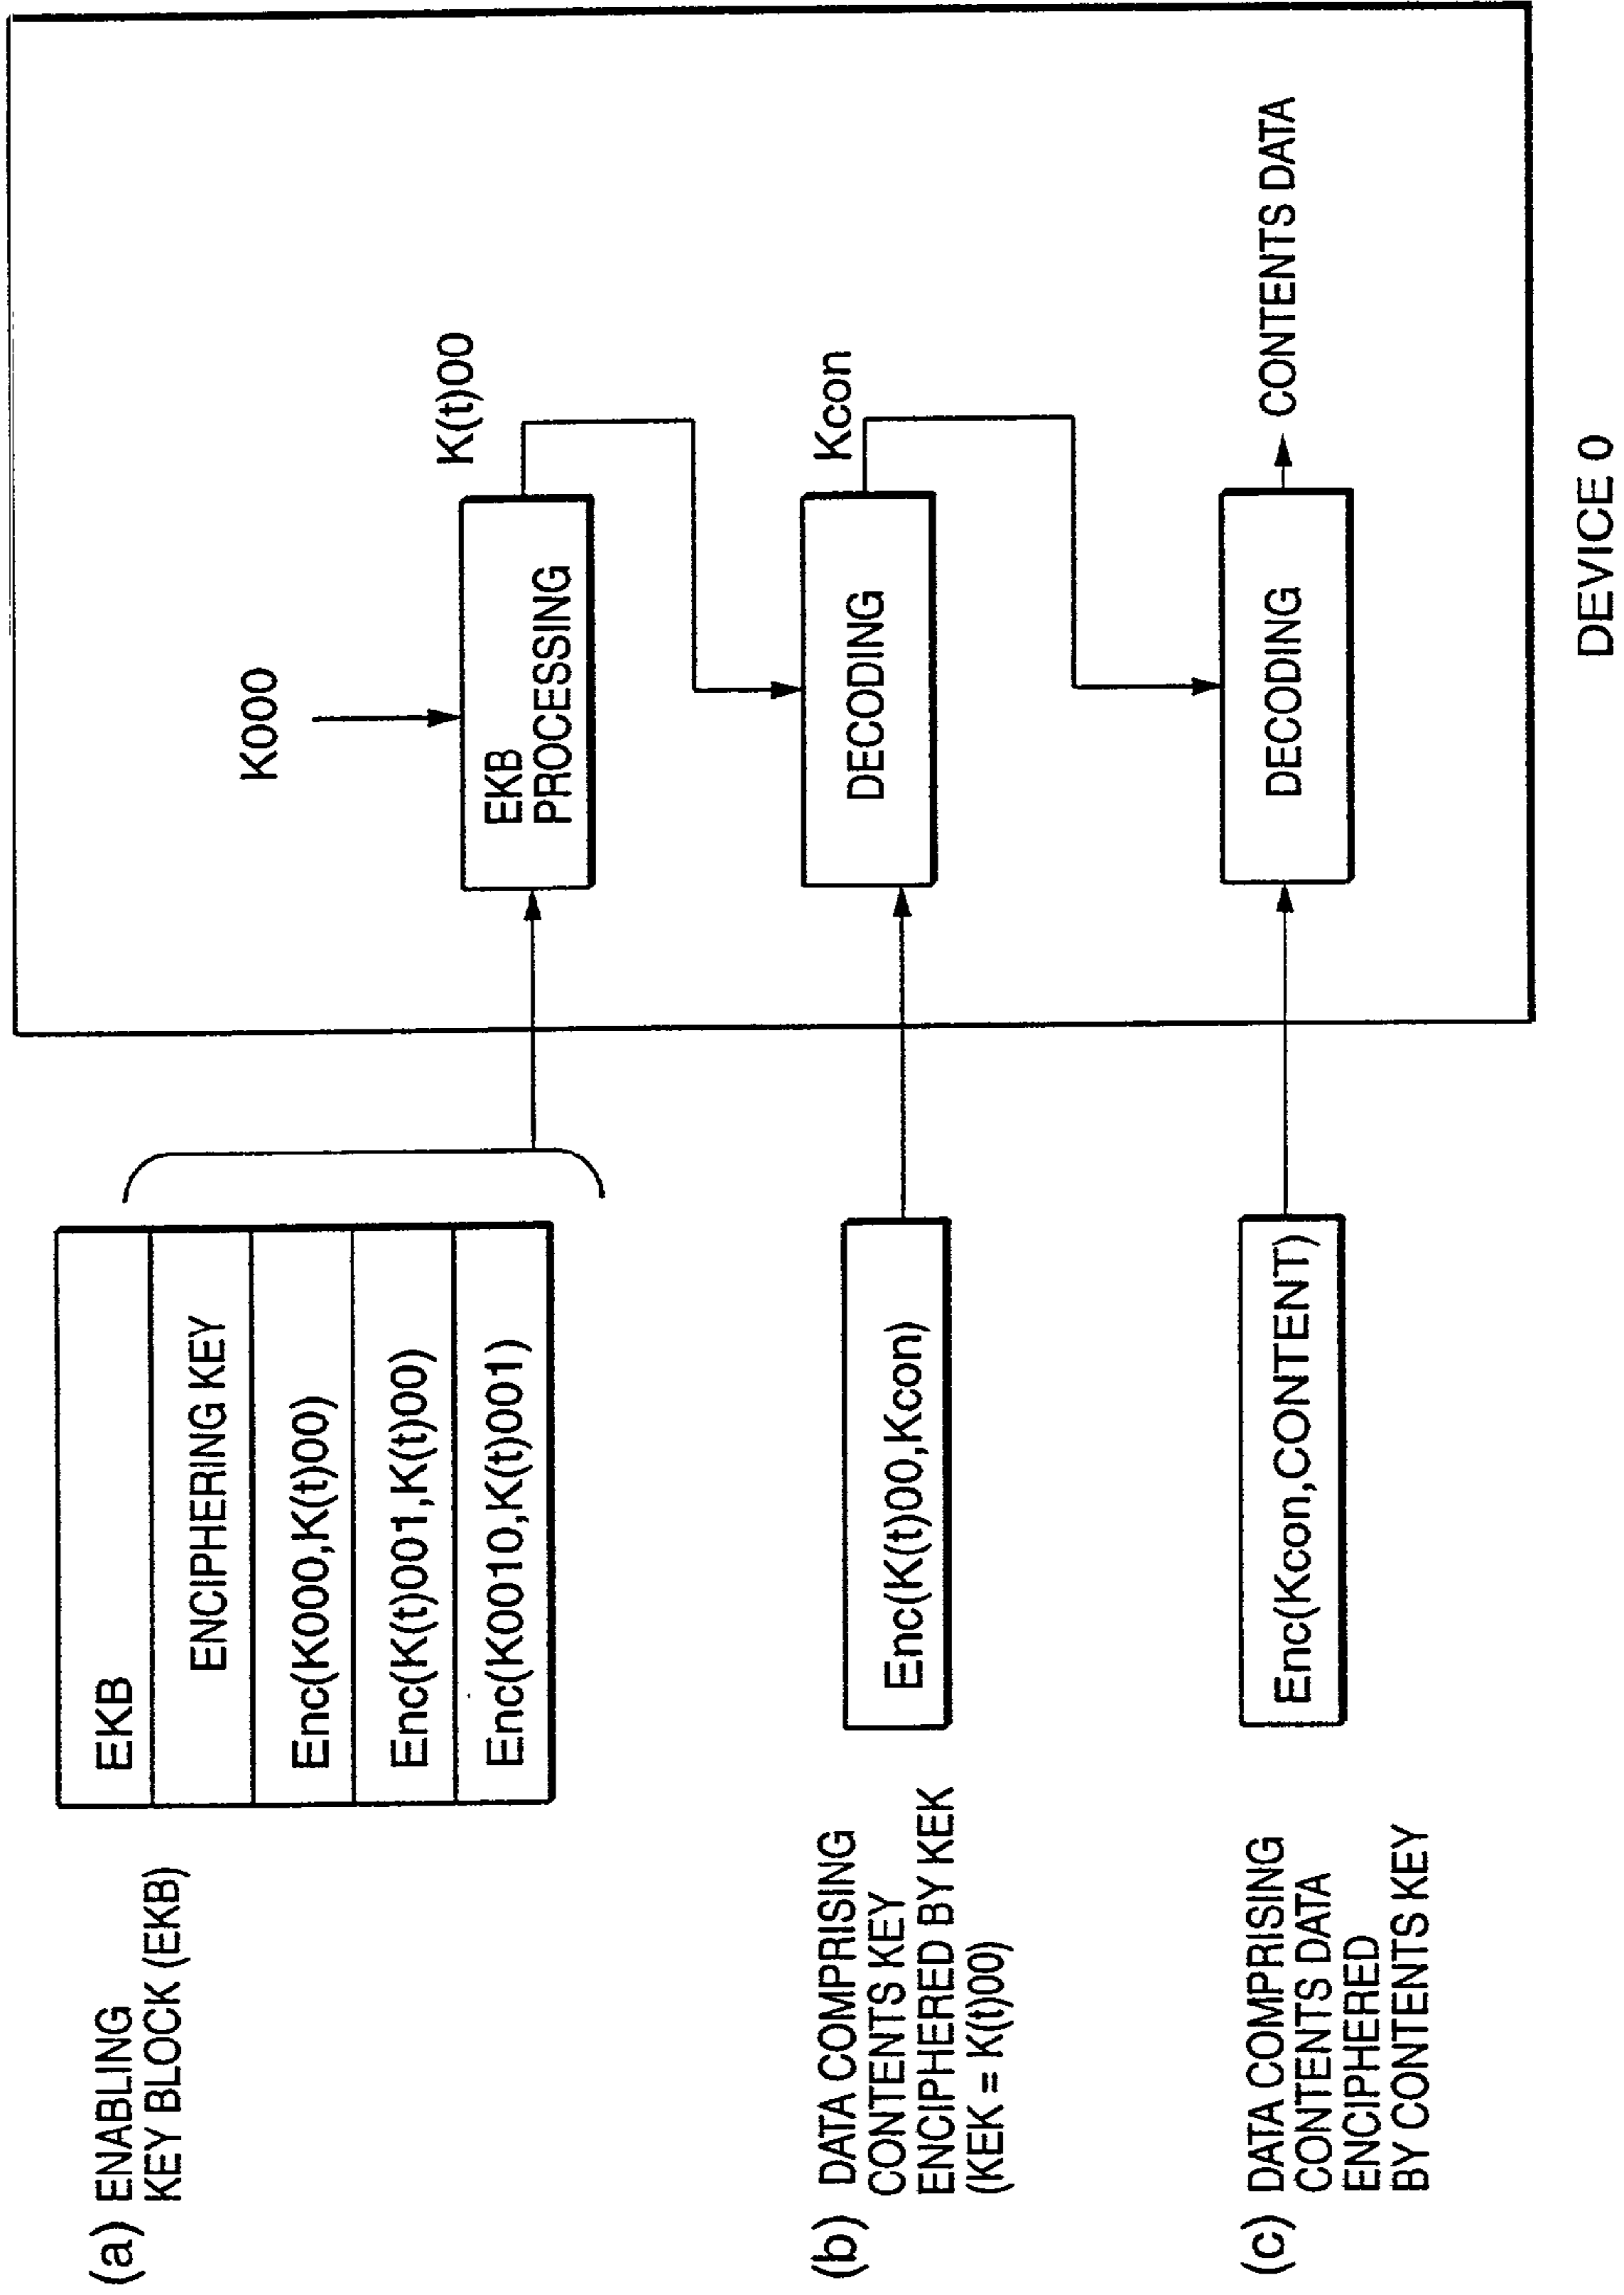 (a) ENABLING
KEY BLOCK (EKB)
EKB
ENCIPHERING KEY
Enc(K000,K(t)00)
Enc(K(t)001,K(t)00)
Enc(K0010,K(t)001)
K000
EKB
PROCESSING
K(t)00
(b) DATA COMPRISING
CONTENTS KEY
ENCIPHERED BY KEK
(KEK = K(t)00)
Enc(K(t)00,Kcon)
DECODING
Kcon
(c) DATA COMPRISING
CONTENTS DATA
ENCIPHERED
BY CONTENTS KEY
Enc(Kcon,CONTENT)
DECODING
CONTENTS DATA
DEVICE 0